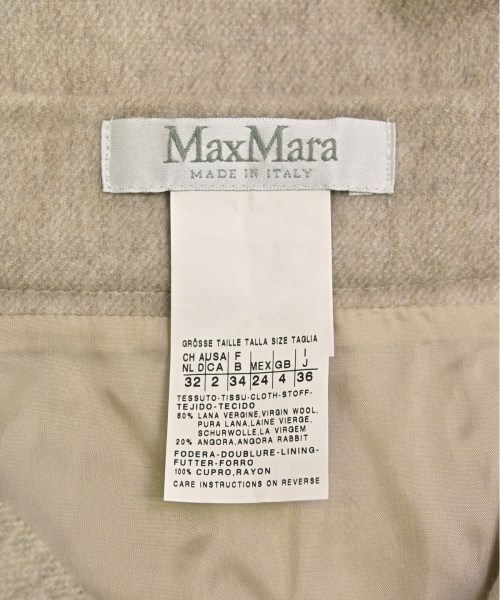 MaxMara
MADE IN ITALY
GRÖSSE TAILLE TALLA SIZE TAGLIA
CH AUSA F I
NL D CA B MEX GB J
32 2 34 24 4 36
TESSUTO-TISSU-CLOTH-STOFF-
TEJIDO-TECIDO
80% LANA VERGINE,VIRGIN WOOL,
PURA LANA,LAINE VIERGE,
SCHURWOLLE,LA VIRGEM
20% ANGORA,ANGORA RABBIT
FODERA-DOUBLURE-LINING-
FUTTER-FORRO
100% CUPRO,RAYON
CARE INSTRUCTIONS ON REVERSE